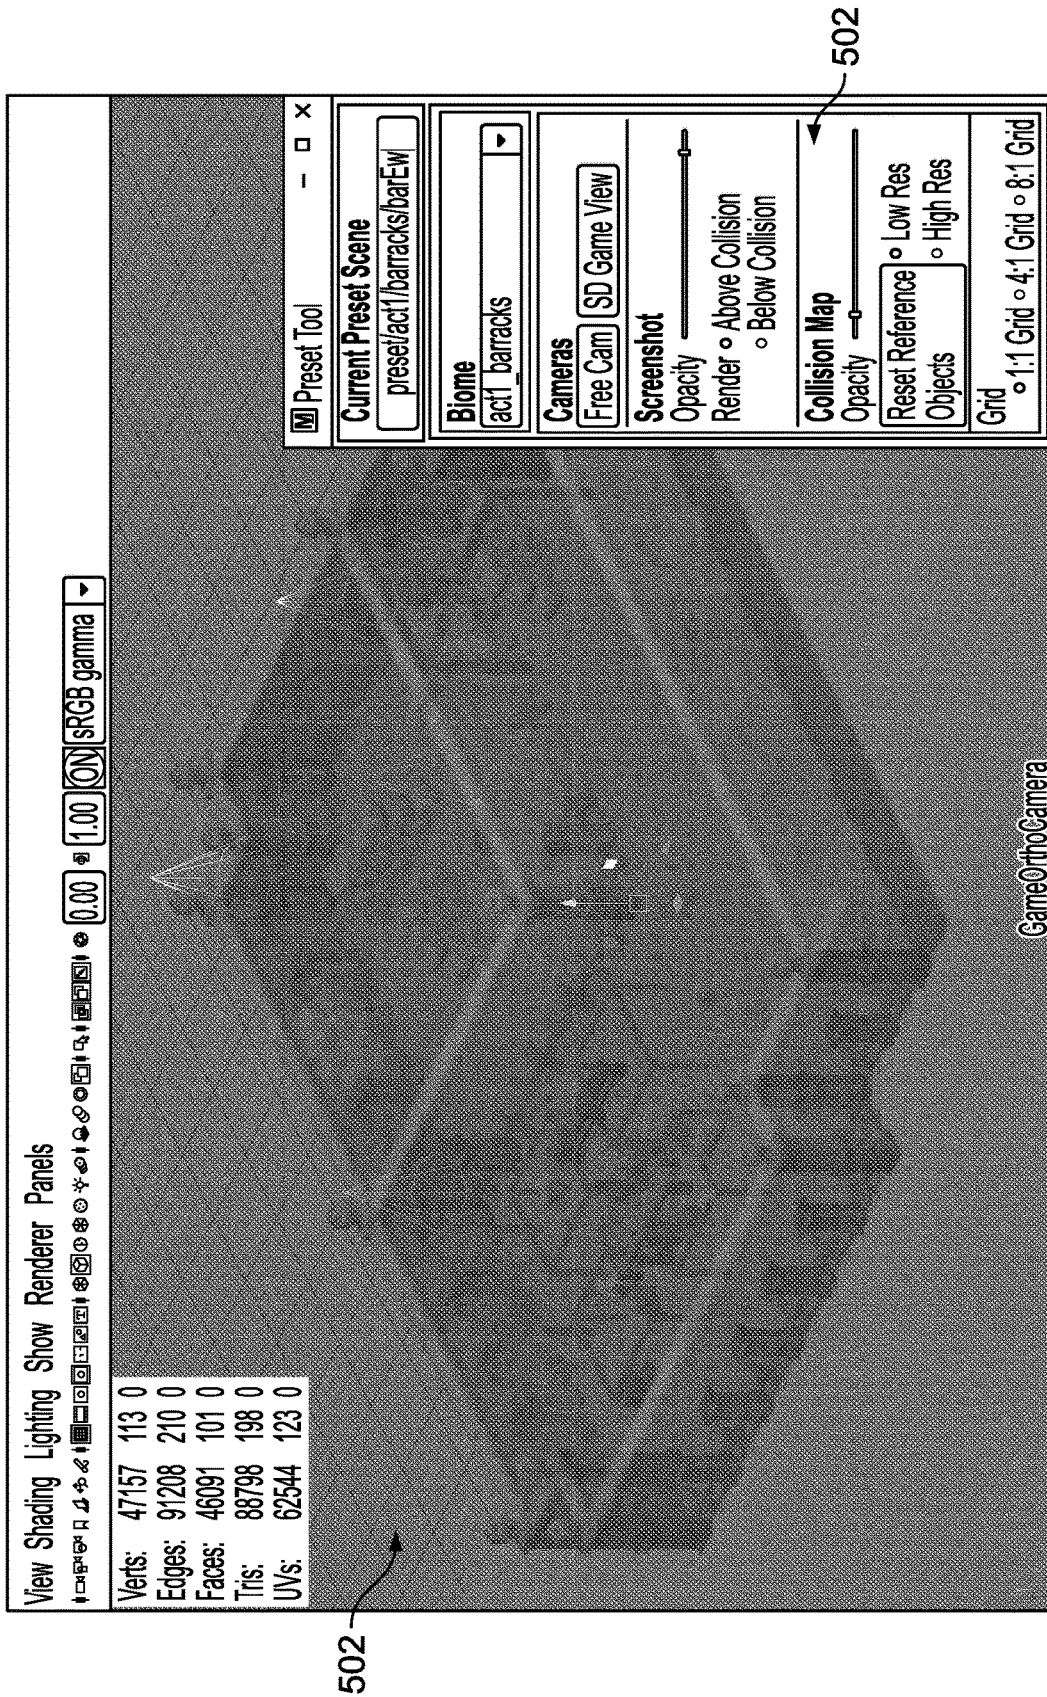 View Shading Lighting Show Renderer Panels
0.00 1.00 ON sRGB gamma
Verts: 47157 113 0
Edges: 91208 210 0
Faces: 46091 101 0
Tris: 88798 198 0
UVs: 62544 123 0
502
M Preset Tool
Current Preset Scene
preset/act1/barracks/barEw
Biome
act1_barracks
Cameras
Free Cam SD Game View
Screenshot
Opacity
Render Above Collision
Below Collision
Collision Map
Opacity
Reset Reference Objects
Low Res
High Res
Grid
1:1 Grid 4:1 Grid 8:1 Grid
502
GameOrthoCamera